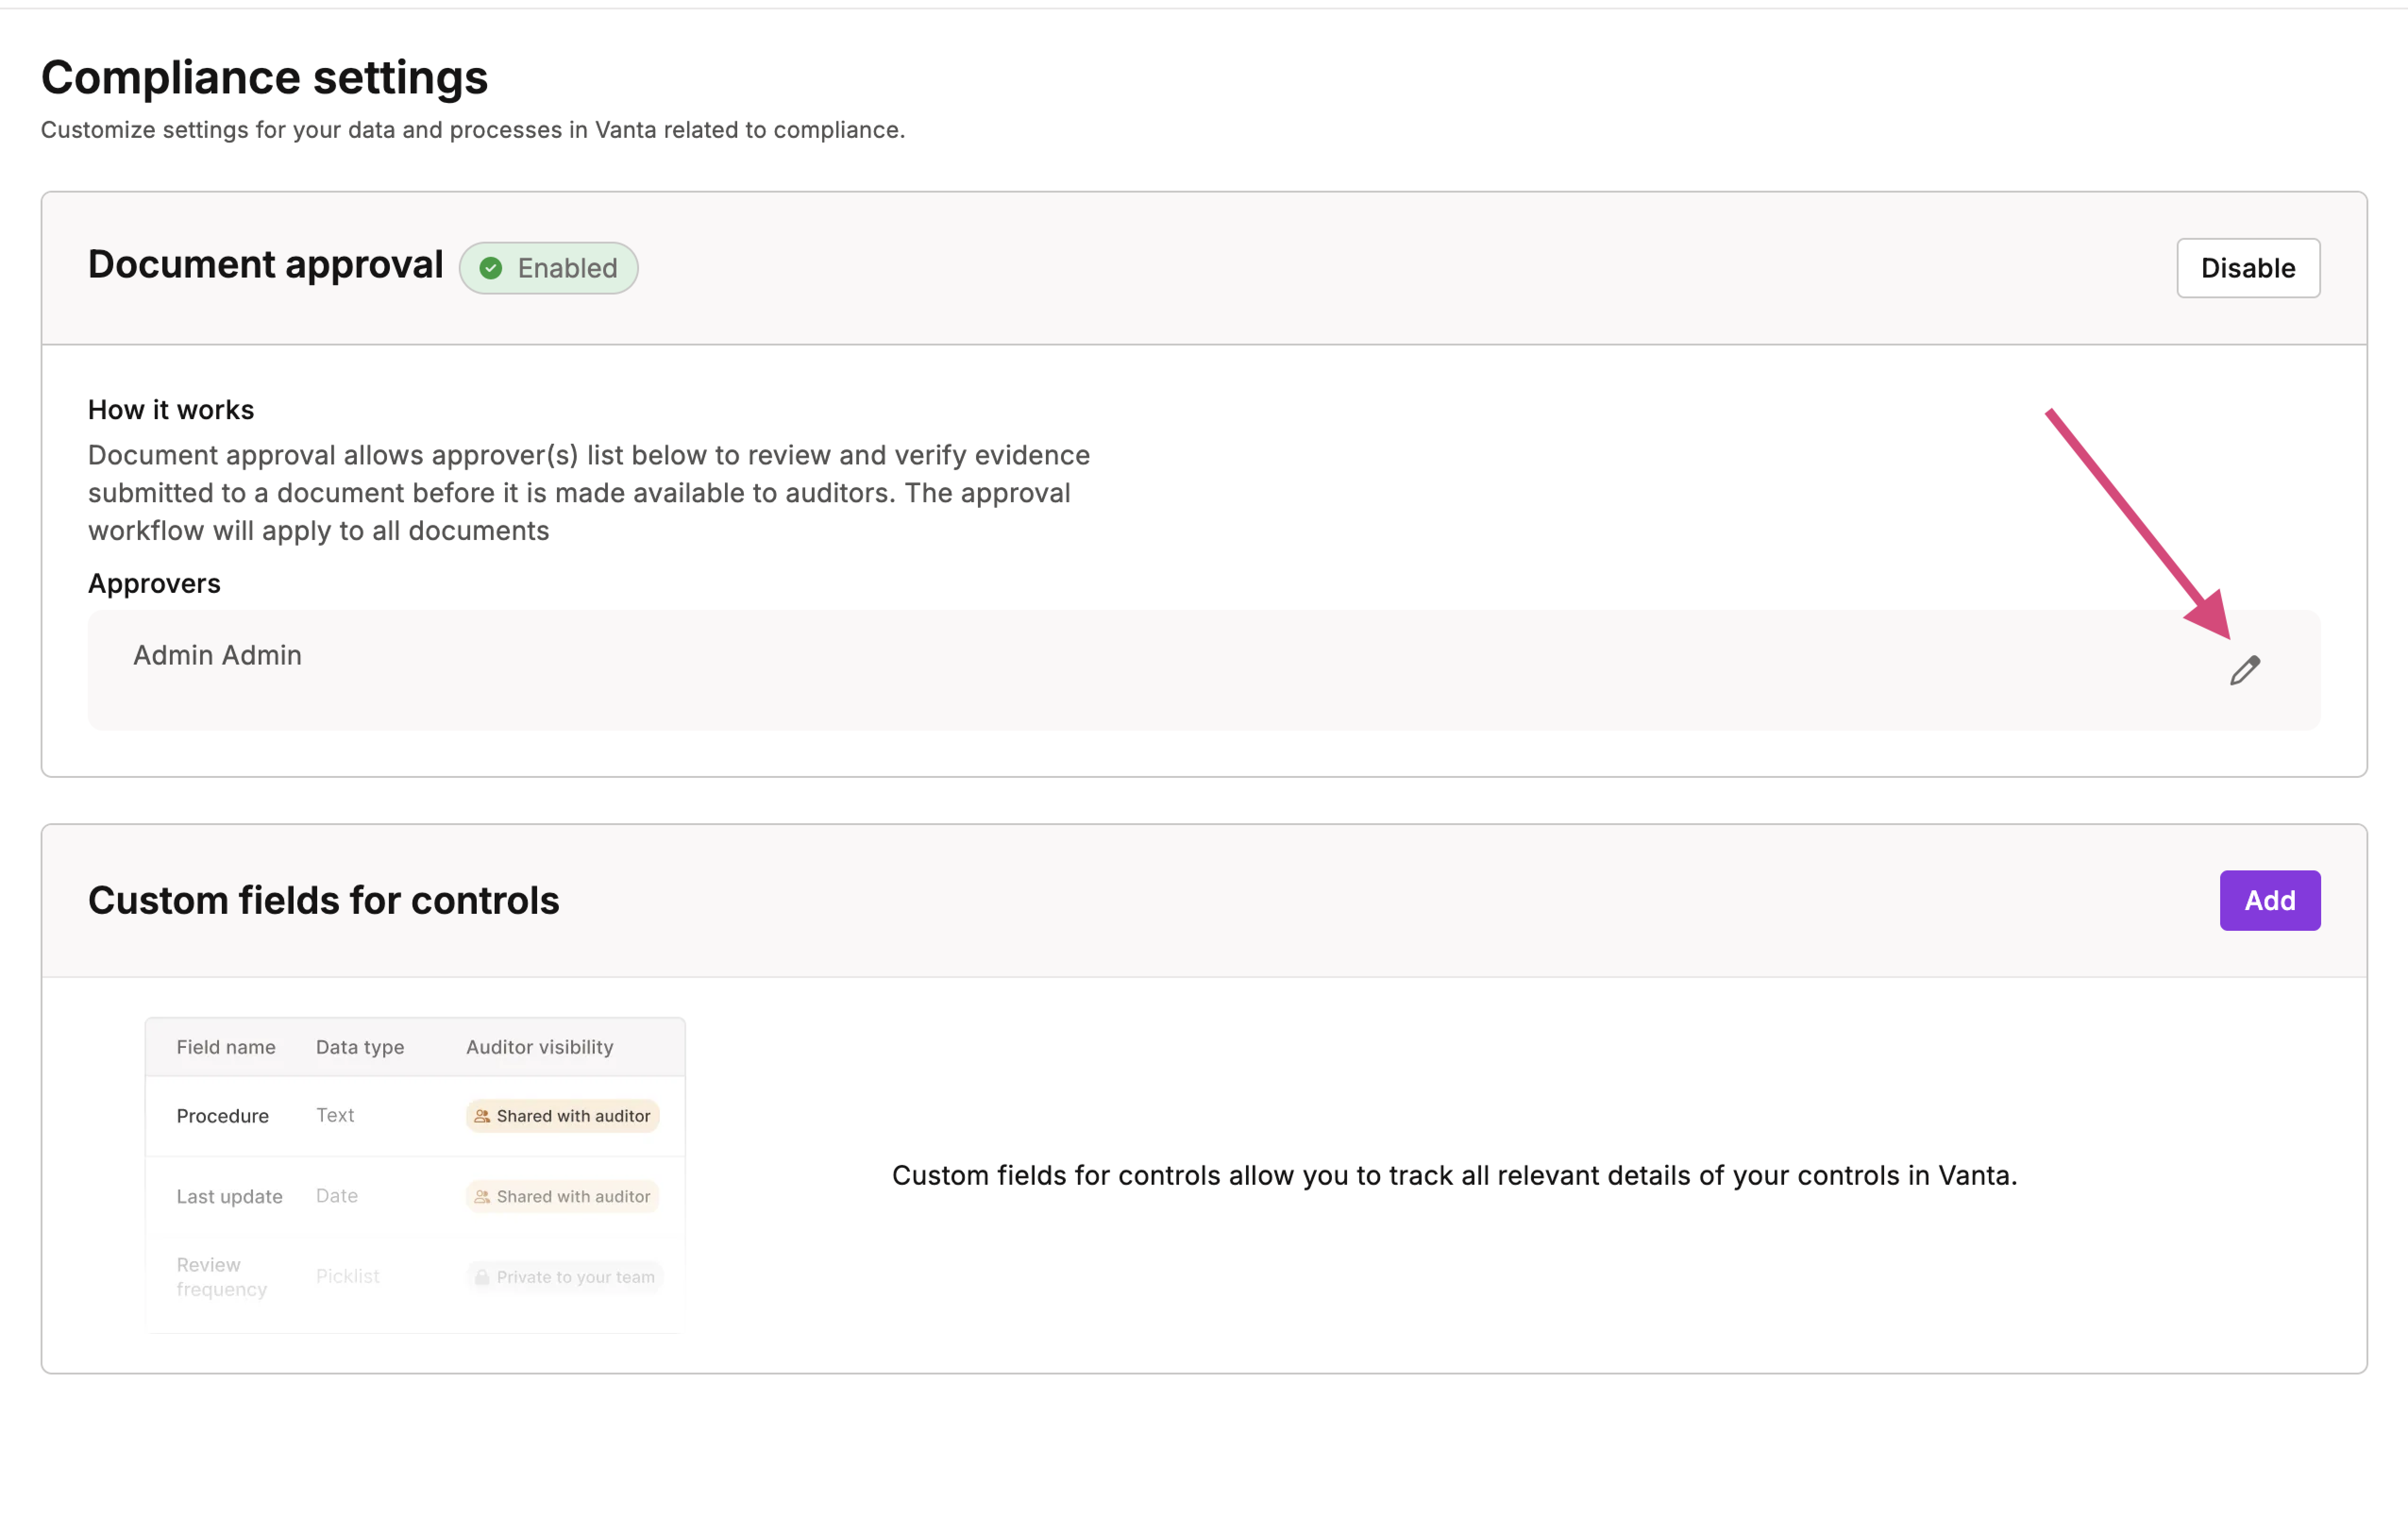 Compliance settings
Customize settings for your data and processes in Vanta related to compliance.
Document approval
Enabled
Disable
How it works
Document approval allows approver(s) list below to review and verify evidence
submitted to a document before it is made available to auditors. The approval
workflow will apply to all documents
Approvers
Admin Admin
Custom fields for controls
Add
Field name Data type Auditor visibility
Procedure Text Shared with auditor
Last update Date Shared with auditor
Review
frequency
Picklist
Private to your team
Custom fields for controls allow you to track all relevant details of your controls in Vanta.